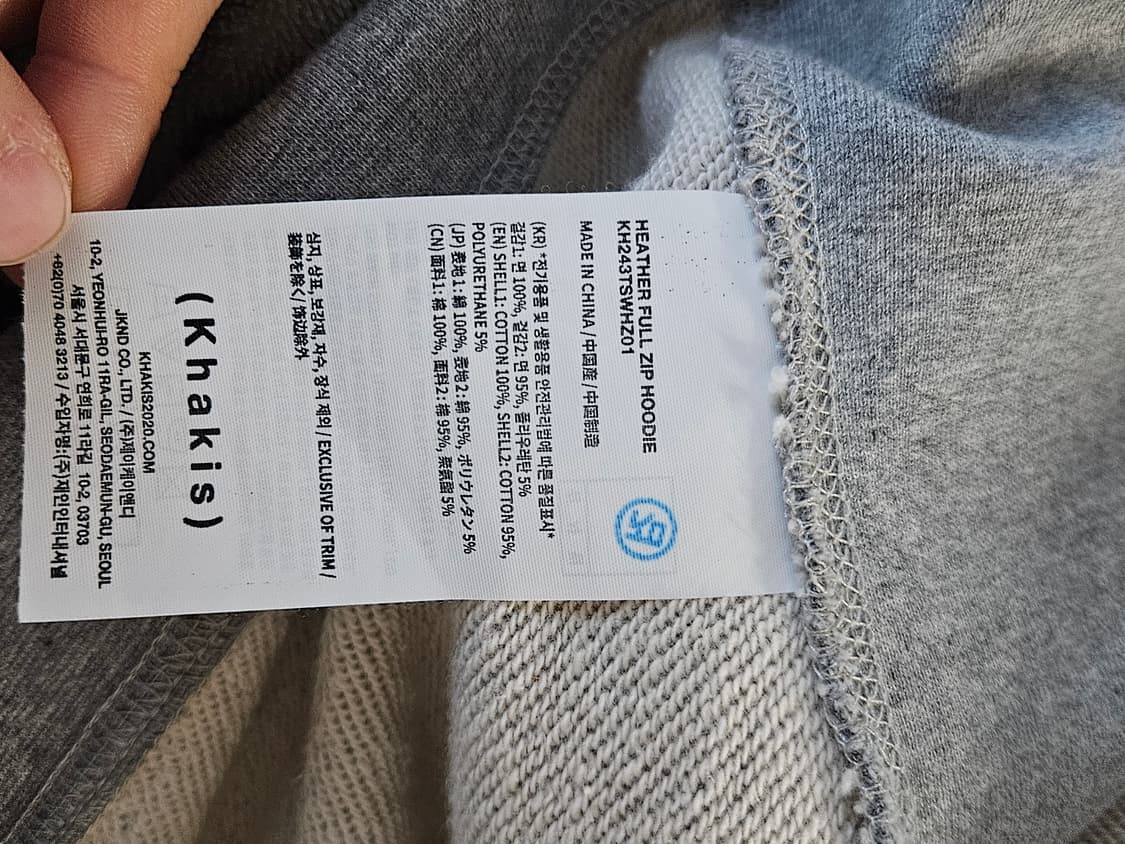 HEATHER FULL ZIP HOODIE
KH243TSWHZ01
MADE IN CHINA / 中国産 / 中国制造
(KR) *전기용품 및 생활용품 안전관리법에 따른 품질표시*
겉감1: 면 100%, 겉감2: 면 95%, 폴리우레탄 5%
(EN) SHELL1: COTTON 100%, SHELL2: COTTON 95%,
POLYURETHANE 5%
(JP) 表地1: 綿 100%, 表地2: 綿 95%, ポリウレタン 5%
(CN) 面料1: 棉 100%, 面料2: 棉 95%, 聚氨酯 5%
심지, 상표, 보강재, 자수, 장식 제외 / EXCLUSIVE OF TRIM /
装飾を除く / 饰边除外
(Khakis)
KHAKIS2020.COM
JKND CO., LTD. / (주)제이케이앤디
10-2, YEONHUI-RO 11RA-GIL, SEODAEMUN-GU, SEOUL
서울시 서대문구 연희로 11라길 10-2, 03703
+82(0)70 4048 3213 / 수입자명:(주)제인인터내셔널